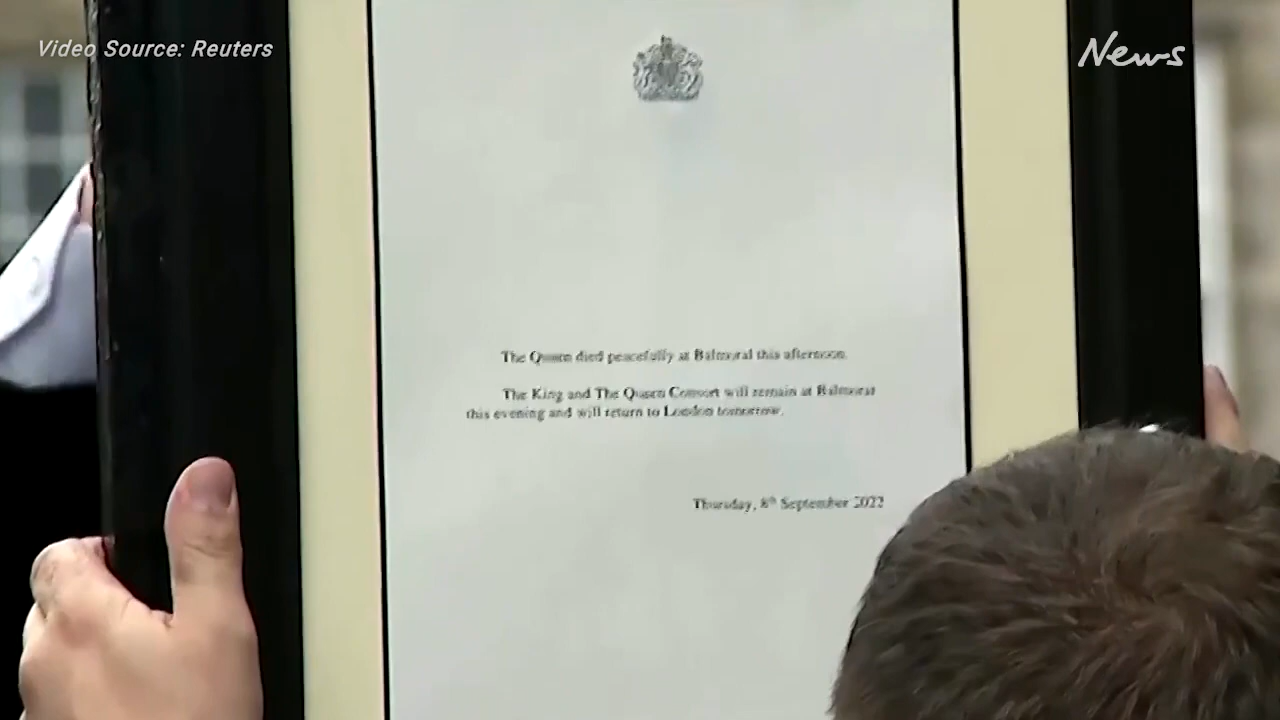 Video Source: Reuters
News
The Queen died peacefully at Balmoral this afternoon.
The King and The Queen Consort will remain at Balmoral
this evening and will return to London tomorrow.
Thursday, 8th September 2022